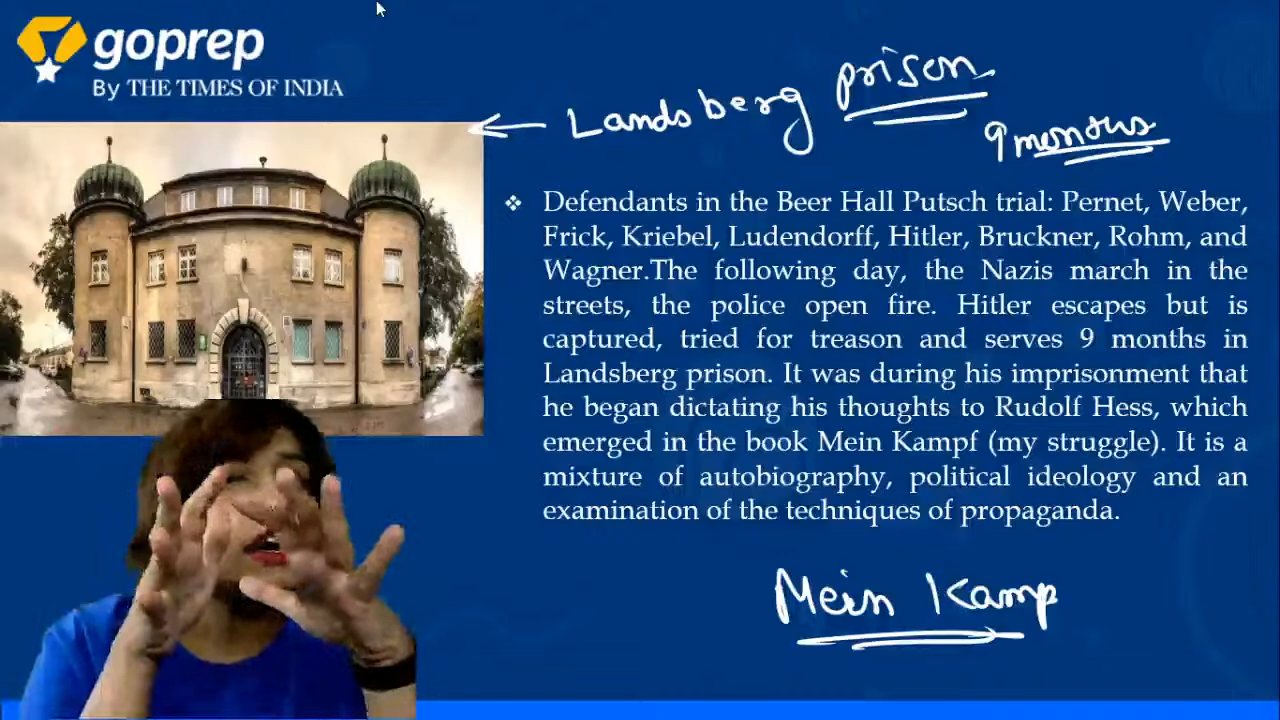 goprep
By THE TIMES OF INDIA
← Landsberg prison
9 months
❖ Defendants in the Beer Hall Putsch trial: Pernet, Weber,
Frick, Kriebel, Ludendorff, Hitler, Bruckner, Rohm, and
Wagner.The following day, the Nazis march in the
streets, the police open fire. Hitler escapes but is
captured, tried for treason and serves 9 months in
Landsberg prison. It was during his imprisonment that
he began dictating his thoughts to Rudolf Hess, which
emerged in the book Mein Kampf (my struggle). It is a
mixture of autobiography, political ideology and an
examination of the techniques of propaganda.
Mein Kamp